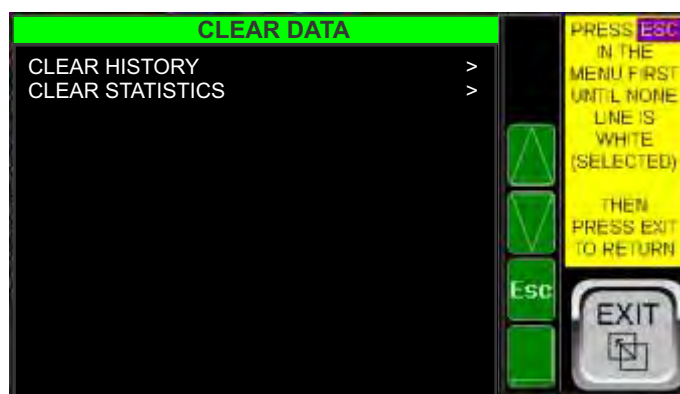 CLEAR DATA
CLEAR HISTORY >
CLEAR STATISTICS >
Esc
PRESS ESC
IN THE
MENU FIRST
UNTIL NONE
LINE IS
WHITE
(SELECTED)
THEN
PRESS EXIT
TO RETURN
EXIT